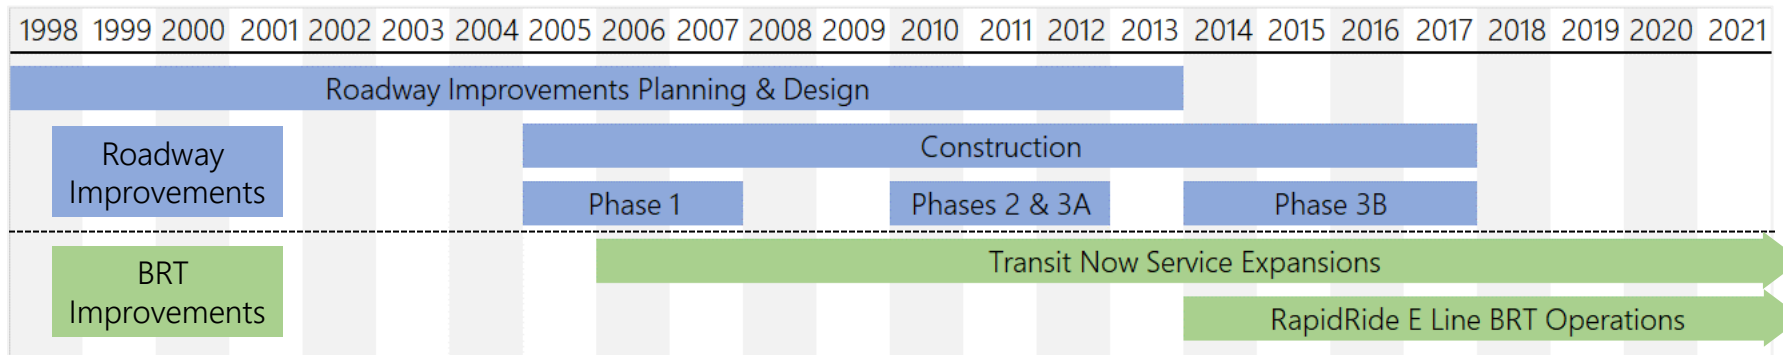 1998 1999 2000 2001 2002 2003 2004 2005 2006 2007 2008 2009 2010 2011 2012 2013 2014 2015 2016 2017 2018 2019 2020 2021
Roadway Improvements Planning & Design
Roadway
Improvements
Construction
Phase 1 Phases 2 & 3A Phase 3B
BRT
Improvements
Transit Now Service Expansions
RapidRide E Line BRT Operations